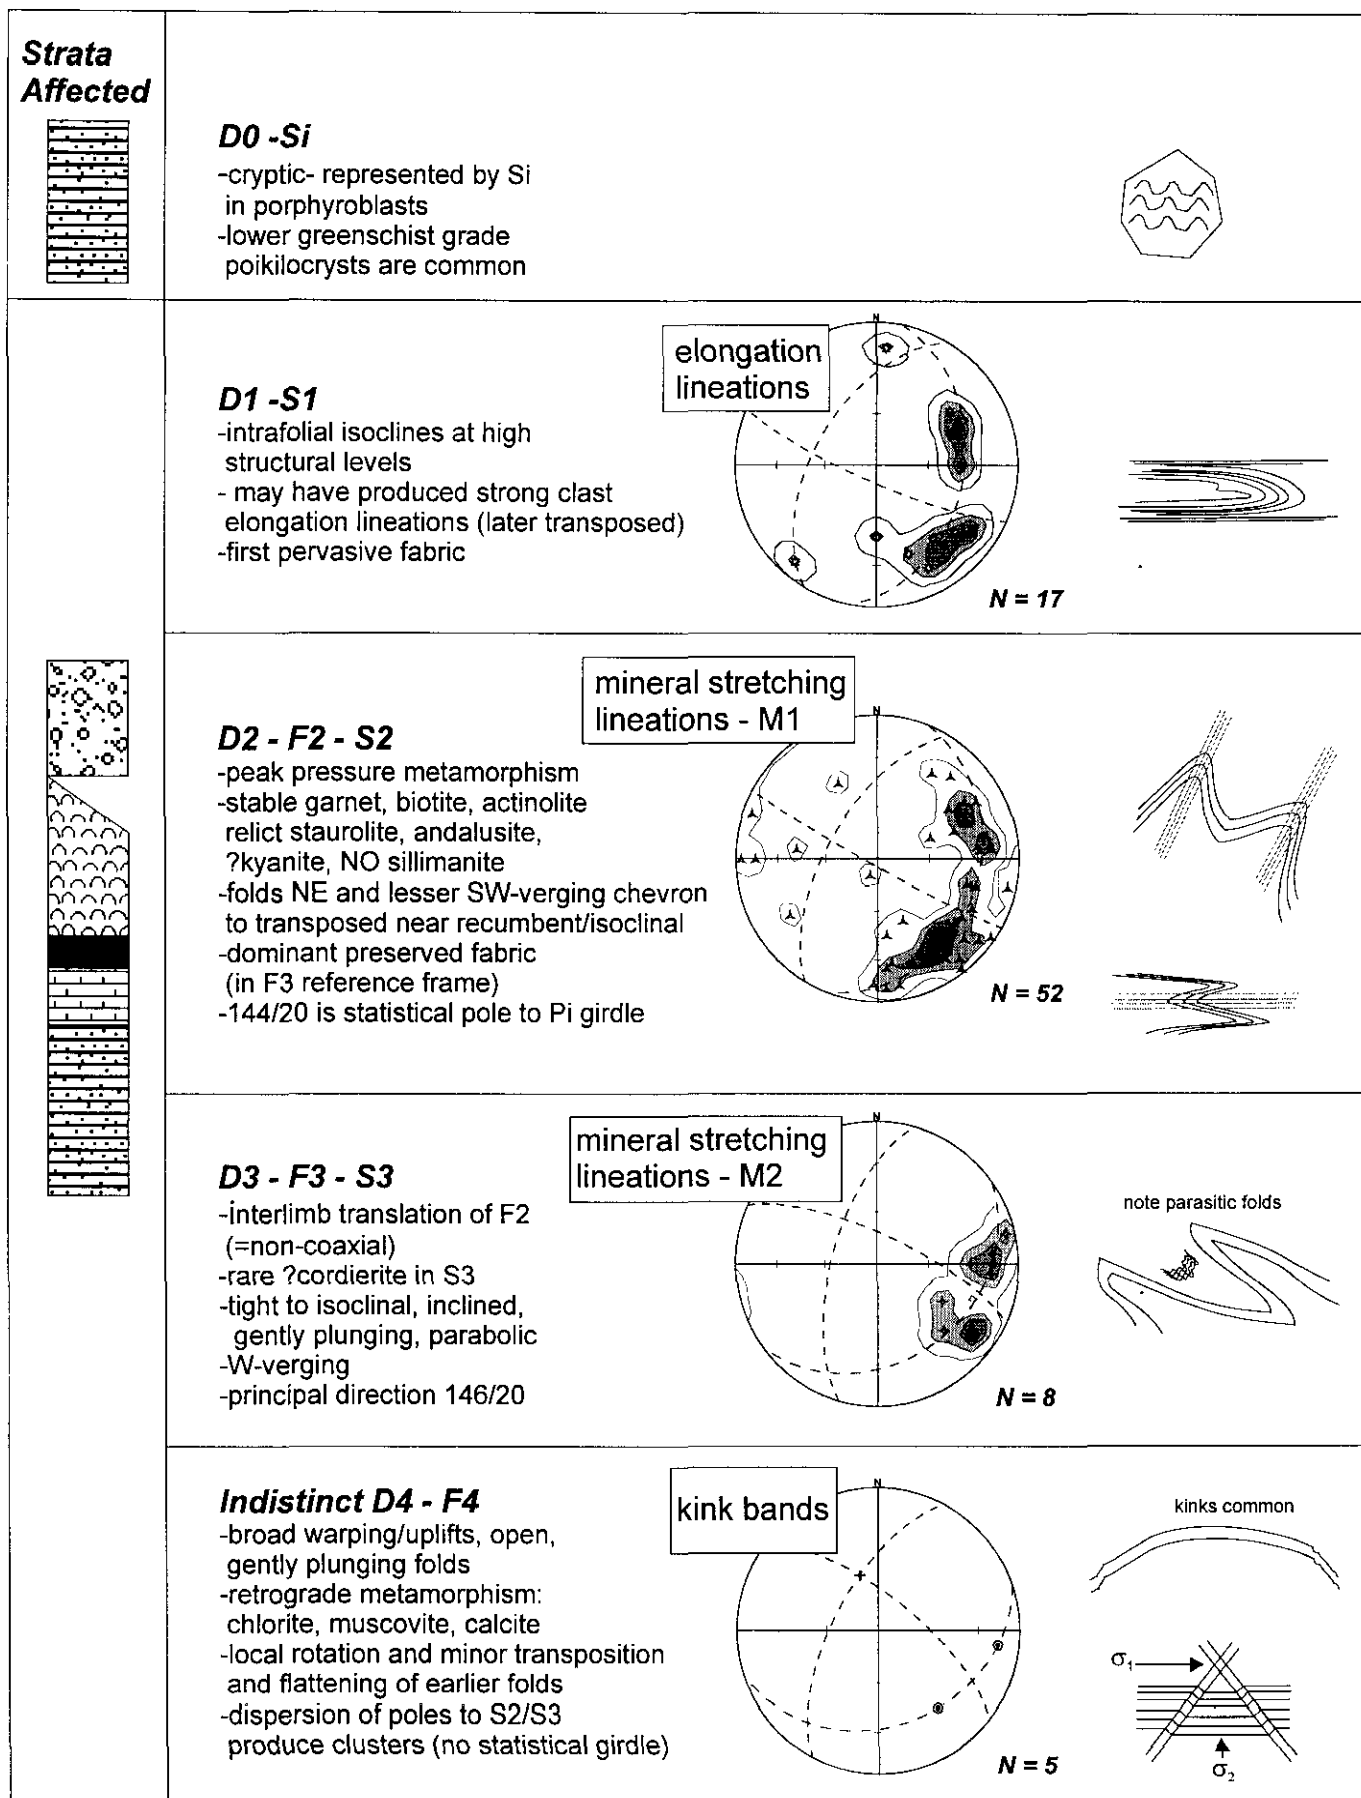 Strata
Affected
D0 -Si
-cryptic- represented by Si
in porphyroblasts
-lower greenschist grade
poikilocrysts are common
D1 -S1
-intrafolial isoclines at high
structural levels
- may have produced strong clast
elongation lineations (later transposed)
-first pervasive fabric
elongation
lineations
N
N = 17
D2 - F2 - S2
-peak pressure metamorphism
-stable garnet, biotite, actinolite
relict staurolite, andalusite,
?kyanite, NO sillimanite
-folds NE and lesser SW-verging chevron
to transposed near recumbent/isoclinal
-dominant preserved fabric
(in F3 reference frame)
-144/20 is statistical pole to Pi girdle
mineral stretching
lineations - M1
N
N = 52
D3 - F3 - S3
-interlimb translation of F2
(=non-coaxial)
-rare ?cordierite in S3
-tight to isoclinal, inclined,
gently plunging, parabolic
-W-verging
-principal direction 146/20
mineral stretching
lineations - M2
N
N = 8
note parasitic folds
Indistinct D4 - F4
-broad warping/uplifts, open,
gently plunging folds
-retrograde metamorphism:
chlorite, muscovite, calcite
-local rotation and minor transposition
and flattening of earlier folds
-dispersion of poles to S2/S3
produce clusters (no statistical girdle)
kink bands
N
N = 5
kinks common
σ₁
σ₂